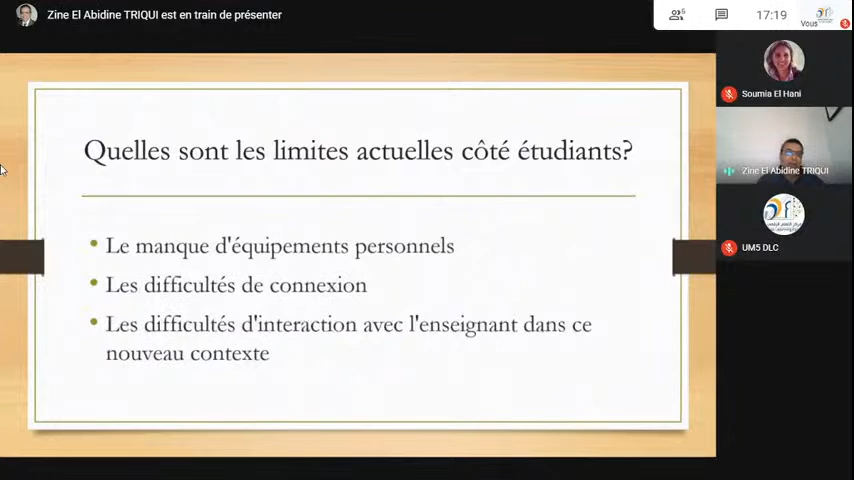 Zine El Abidine TRIQUI est en train de présenter
6
17:19
Vous
Soumia El Hani
Quelles sont les limites actuelles côté étudiants?
Zine El Abidine TRIQUI
• Le manque d'équipements personnels
UM5 DLC
• Les difficultés de connexion
• Les difficultés d'interaction avec l'enseignant dans ce
nouveau contexte